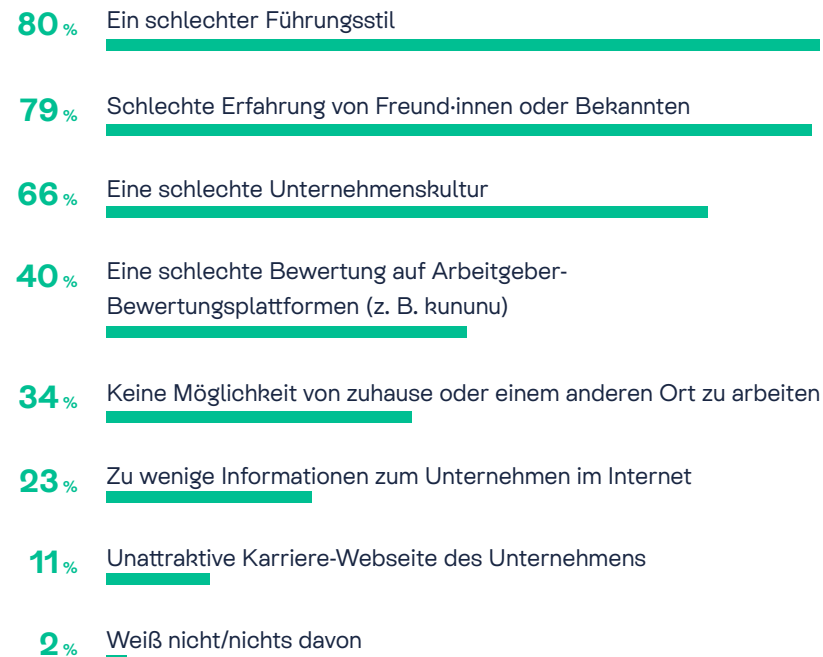 80 % Ein schlechter Führungsstil
79 % Schlechte Erfahrung von Freund·innen oder Bekannten
66 % Eine schlechte Unternehmenskultur
40 % Eine schlechte Bewertung auf Arbeitgeber-
Bewertungsplattformen (z. B. kununu)
34 % Keine Möglichkeit von zuhause oder einem anderen Ort zu arbeiten
23 % Zu wenige Informationen zum Unternehmen im Internet
11 % Unattraktive Karriere-Webseite des Unternehmens
2 % Weiß nicht/nichts davon